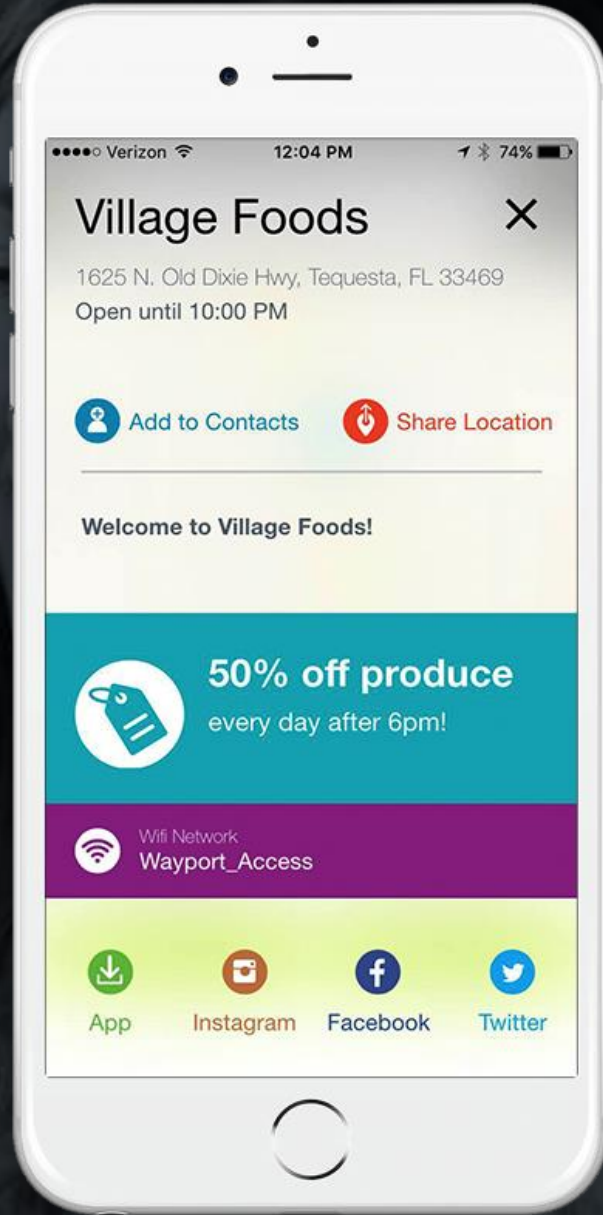 Verizon 12:04 PM 74%
Village Foods
1625 N. Old Dixie Hwy, Tequesta, FL 33469
Open until 10:00 PM
Add to Contacts Share Location
Welcome to Village Foods!
50% off produce
every day after 6pm!
Wifi Network
Wayport_Access
App Instagram Facebook Twitter